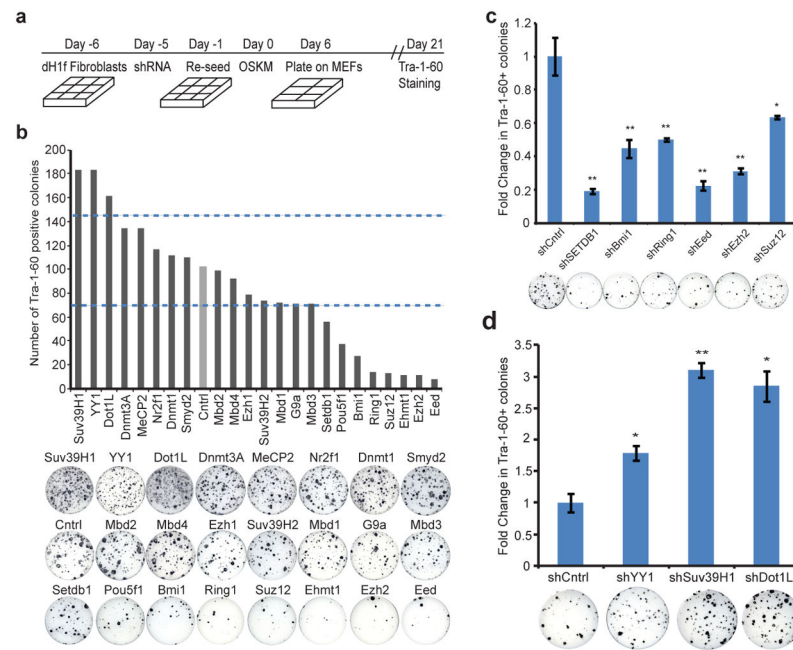 a
Day -6 Day -5 Day -1 Day 0 Day 6 Day 21
dH1f Fibroblasts shRNA Re-seed OSKM Plate on MEFs Tra-1-60
Staining
b
Number of Tra-1-60 positive colonies
200
180
160
140
120
100
80
60
40
20
0
Suv39H1
YY1
Dot1L
Dnmt3A
MeCP2
Nr2f1
Dnmt1
Smyd2
Cntrl
Mbd2
Mbd4
Ezh1
Suv39H2
Mbd1
G9a
Mbd3
Setdb1
Pou5f1
Bmi1
Ring1
Suz12
Ehmt1
Ezh2
Eed
Suv39H1 YY1 Dot1L Dnmt3A MeCP2 Nr2f1 Dnmt1 Smyd2
Cntrl Mbd2 Mbd4 Ezh1 Suv39H2 Mbd1 G9a Mbd3
Setdb1 Pou5f1 Bmi1 Ring1 Suz12 Ehmt1 Ezh2 Eed
c
Fold Change in Tra-1-60+ colonies
1.2
1
0.8
0.6
0.4
0.2
0
**
**
**
**
**
*
shCntrl
shSETDB1
shBmi1
shRing1
shEed
shEzh2
shSuz12
d
Fold Change in Tra-1-60+ colonies
3.5
3
2.5
2
1.5
1
0.5
0
*
**
*
shCntrl shYY1 shSuv39H1 shDot1L